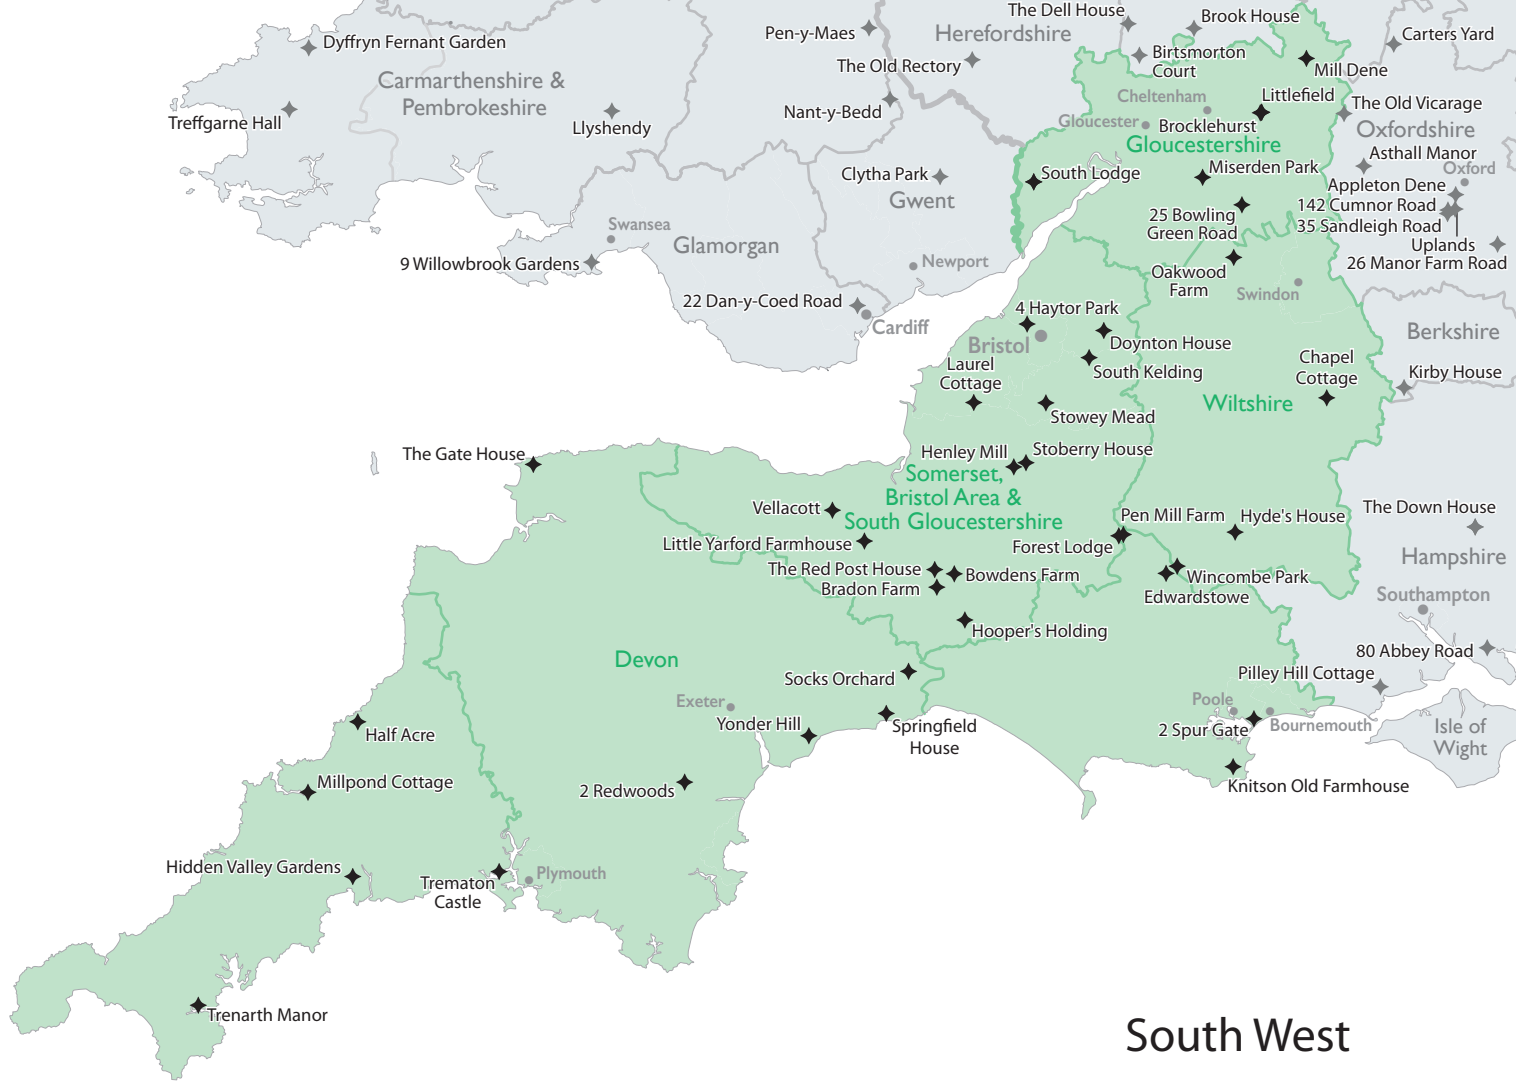 The Dell House
Brook House
Pen-y-Maes
Herefordshire
Carters Yard
Dyffryn Fernant Garden
Birtsmorton
Court
The Old Rectory
Mill Dene
Carmarthenshire &
Pembrokeshire
Cheltenham
Littlefield
The Old Vicarage
Nant-y-Bedd
Treffgarne Hall
Llyshendy
Gloucester
Brocklehurst
Oxfordshire
Gloucestershire
Asthall Manor
Oxford
Clytha Park
South Lodge
Miserden Park
Appleton Dene
Gwent
142 Cumnor Road
25 Bowling
Green Road
35 Sandleigh Road
Swansea
Glamorgan
Uplands
9 Willowbrook Gardens
Newport
Oakwood
Farm
26 Manor Farm Road
Swindon
22 Dan-y-Coed Road
Cardiff
4 Haytor Park
Bristol
Doynton House
Berkshire
Laurel
Cottage
South Kelding
Chapel
Cottage
Kirby House
Wiltshire
Stowey Mead
The Gate House
Henley Mill
Stoberry House
Somerset,
Bristol Area &
South Gloucestershire
Vellacott
Pen Mill Farm
Hyde's House
The Down House
Little Yarford Farmhouse
Forest Lodge
Hampshire
The Red Post House
Bowdens Farm
Bradon Farm
Wincombe Park
Edwardstowe
Southampton
Hooper's Holding
Devon
80 Abbey Road
Socks Orchard
Pilley Hill Cottage
Exeter
Poole
Yonder Hill
Springfield
House
2 Spur Gate
Bournemouth
Isle of
Wight
Half Acre
Millpond Cottage
2 Redwoods
Knitson Old Farmhouse
Hidden Valley Gardens
Trematon
Castle
Plymouth
Trenarth Manor
South West